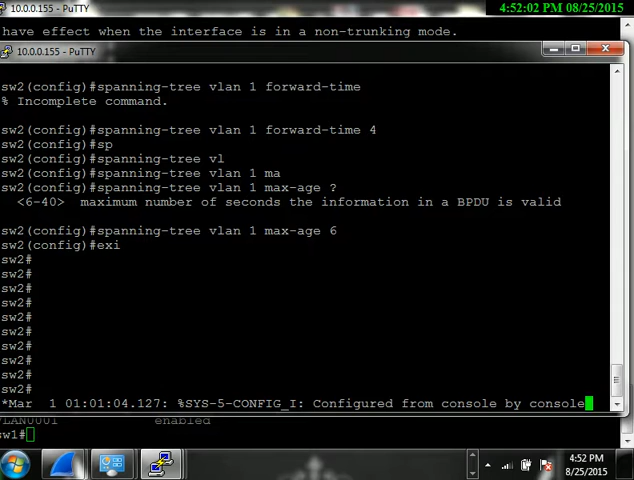 10.0.0.155 - PuTTY
4:52:02 PM 08/25/2015
have effect when the interface is in a non-trunking mode.
10.0.0.155 - PuTTY
sw2(config)#spanning-tree vlan 1 forward-time
% Incomplete command.
sw2(config)#spanning-tree vlan 1 forward-time 4
sw2(config)#sp
sw2(config)#spanning-tree vl
sw2(config)#spanning-tree vlan 1 ma
sw2(config)#spanning-tree vlan 1 max-age ?
<6-40>  maximum number of seconds the information in a BPDU is valid
sw2(config)#spanning-tree vlan 1 max-age 6
sw2(config)#exi
sw2#
sw2#
sw2#
sw2#
sw2#
sw2#
sw2#
sw2#
sw2#
sw2#
*Mar  1 01:01:04.127: %SYS-5-CONFIG_I: Configured from console by console
VLAN0001 enabled
sw1#
4:52 PM
8/25/2015